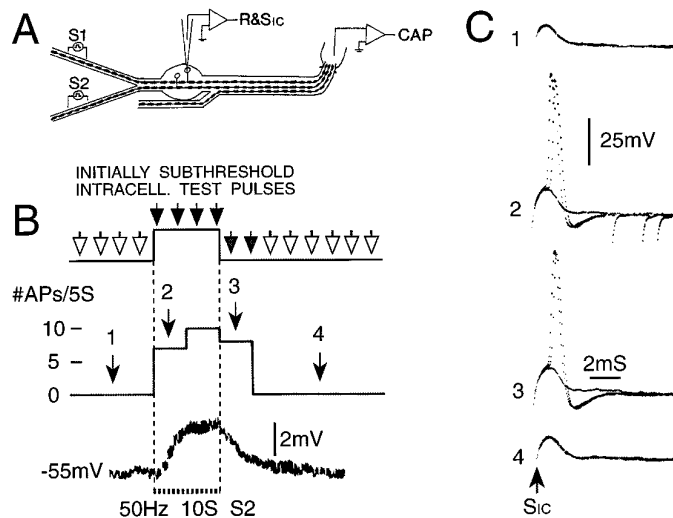 A
S1
S2
R&SIC
CAP
INITIALLY SUBTHRESHOLD
INTRACELL. TEST PULSES
B
#APs/5S
10
5
0
1
2
3
4
2mV
-55mV
50Hz 10S S2
C
1
25mV
2
2mS
3
4
SIC